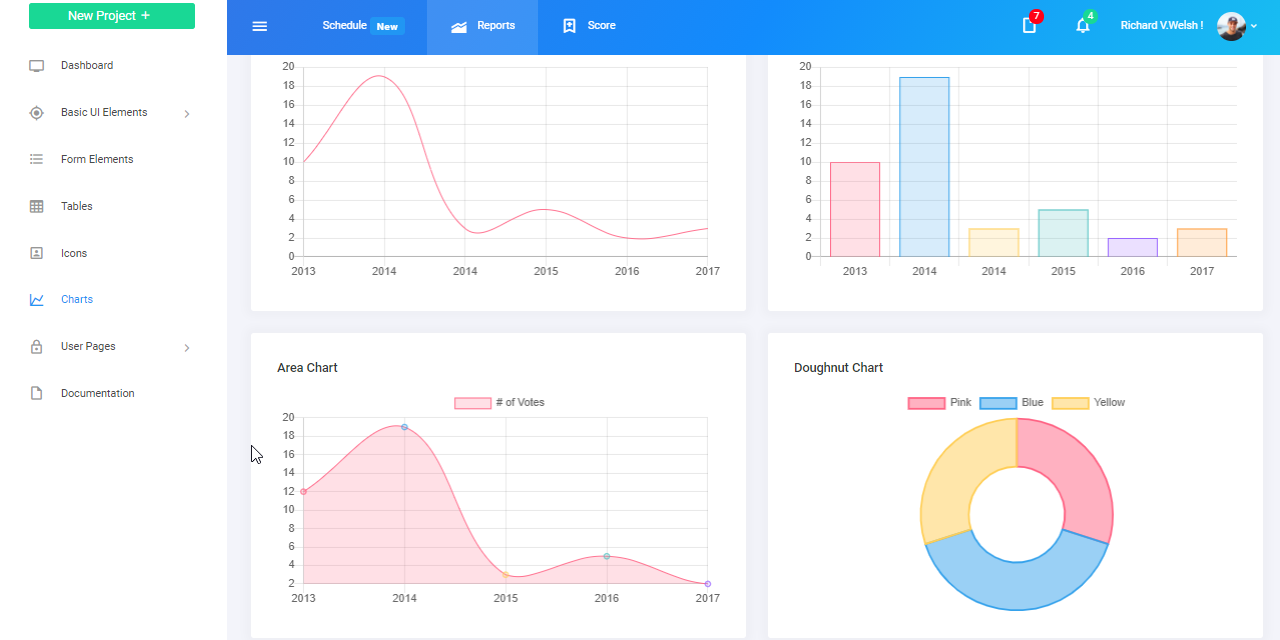 New Project +
Dashboard
Basic UI Elements
Form Elements
Tables
Icons
Charts
User Pages
Documentation
Schedule New
Reports
Score
7
4
Richard V.Welsh !
20
18
16
14
12
10
8
6
4
2
0
2013 2014 2014 2015 2016 2017
20
18
16
14
12
10
8
6
4
2
0
2013 2014 2014 2015 2016 2017
Area Chart
# of Votes
20
18
16
14
12
10
8
6
4
2
2013 2014 2015 2016 2017
Doughnut Chart
Pink Blue Yellow